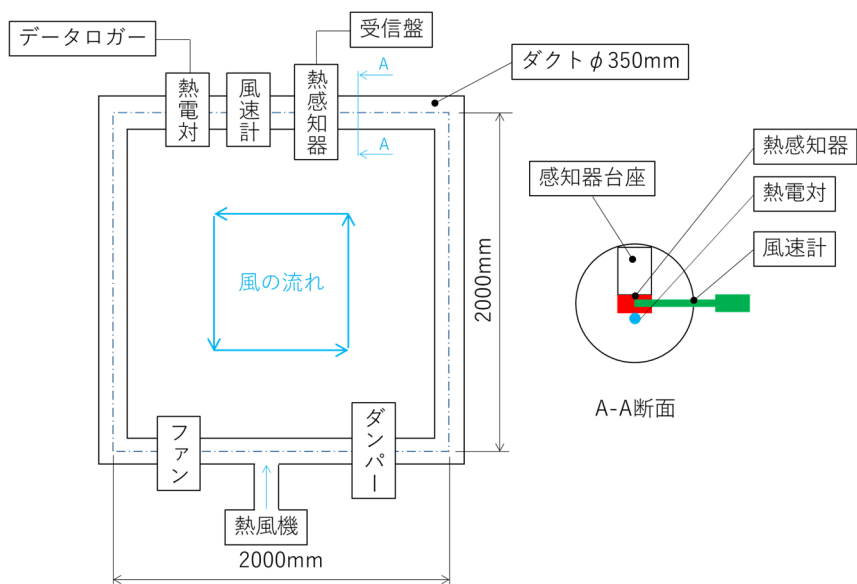 データロガー
受信盤
ダクトφ350mm
熱電対
風速計
熱感知器
A
A
熱感知器
感知器台座
熱電対
風速計
風の流れ
2000mm
A-A断面
ファン
ダンパー
熱風機
2000mm